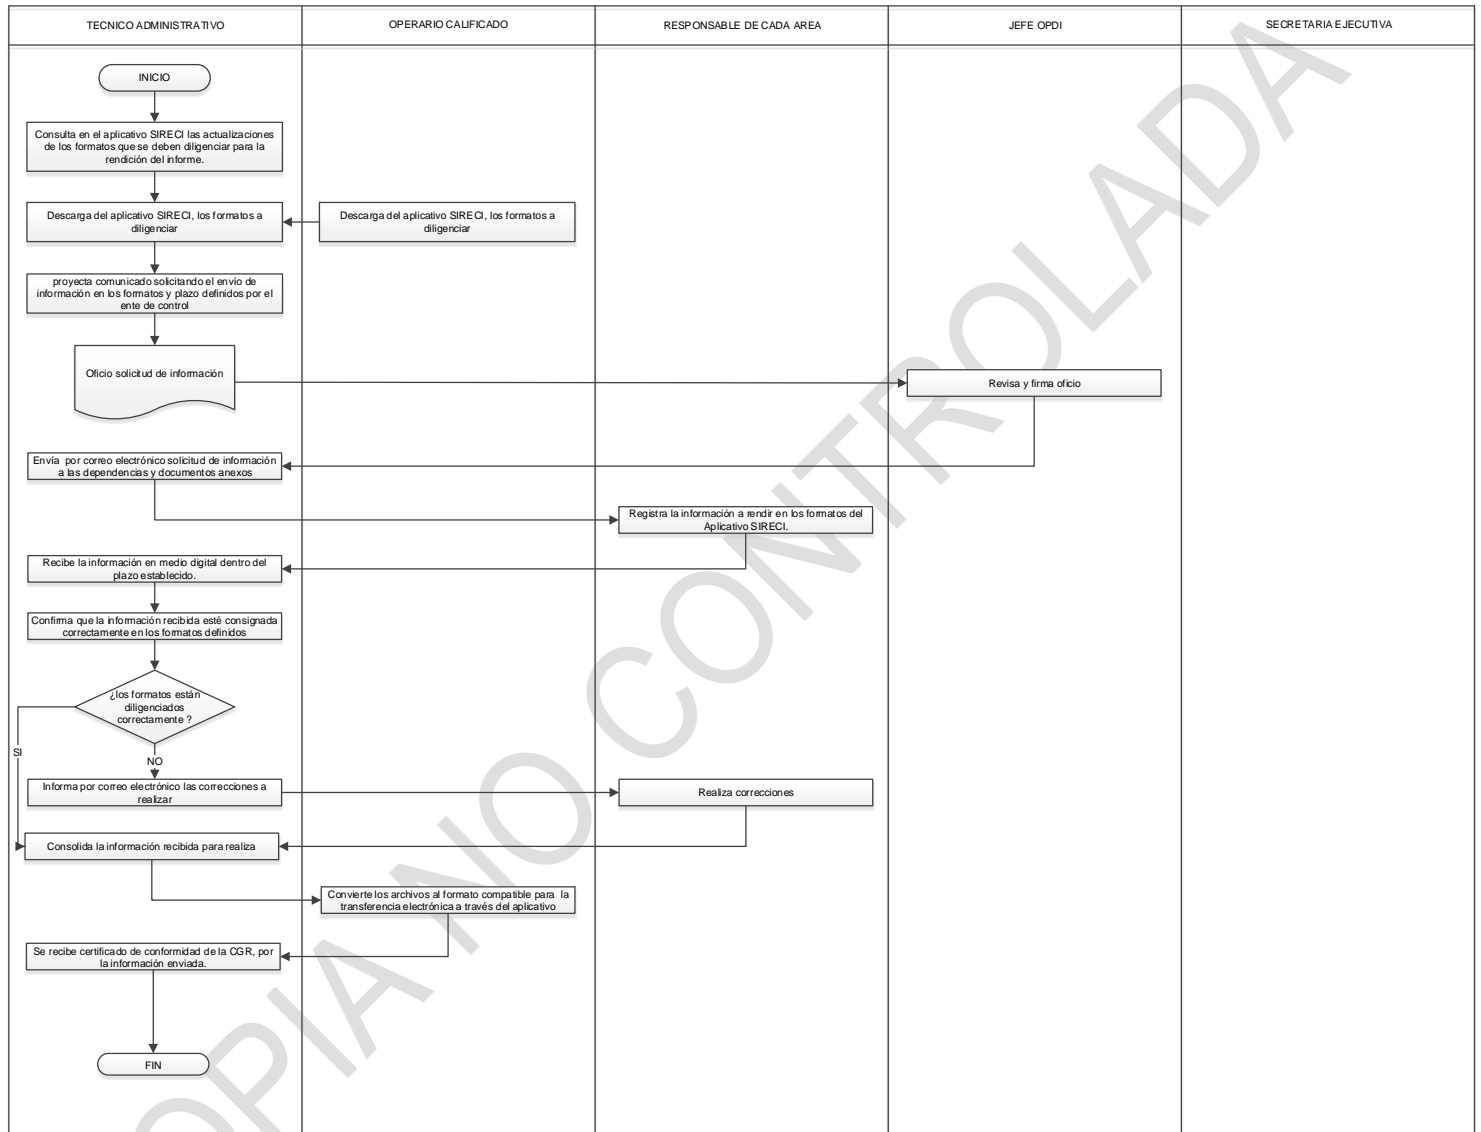 TECNICO ADMINISTRATIVO
OPERARIO CALIFICADO
RESPONSABLE DE CADA AREA
JEFE OPDI
SECRETARIA EJECUTIVA
INICIO
Consulta en el aplicativo SIRECI las actualizaciones
de los formatos que se deben diligenciar para la
rendición del informe.
Descarga del aplicativo SIRECI, los formatos a
diligenciar
Descarga del aplicativo SIRECI, los formatos a
diligenciar
proyecta comunicado solicitando el envío de
información en los formatos y plazo definidos por el
ente de control
Oficio solicitud de información
Revisa y firma oficio
Envía por correo electrónico solicitud de información
a las dependencias y documentos anexos
Registra la información a rendir en los formatos del
Aplicativo SIRECI.
Recibe la información en medio digital dentro del
plazo establecido.
Confirma que la información recibida esté consignada
correctamente en los formatos definidos
¿los formatos están
diligenciados
correctamente ?
SI
NO
Informa por correo electrónico las correcciones a
realizar
Realiza correcciones
Consolida la información recibida para realiza
Convierte los archivos al formato compatible para la
transferencia electrónica a través del aplicativo
Se recibe certificado de conformidad de la CGR, por
la información enviada.
FIN
OPIA NO CONTROLADA